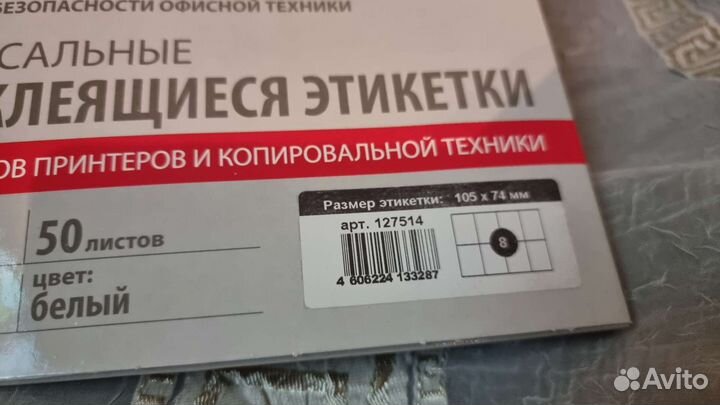 БЕЗОПАСНОСТИ ОФИСНОЙ ТЕХНИКИ
САЛЬНЫЕ
КЛЕЯЩИЕСЯ ЭТИКЕТКИ
ОВ ПРИНТЕРОВ И КОПИРОВАЛЬНОЙ ТЕХНИКИ
50 листов
цвет:
белый
Размер этикетки: 105 x 74 мм
арт. 127514
8
4 606224 133287
Avito